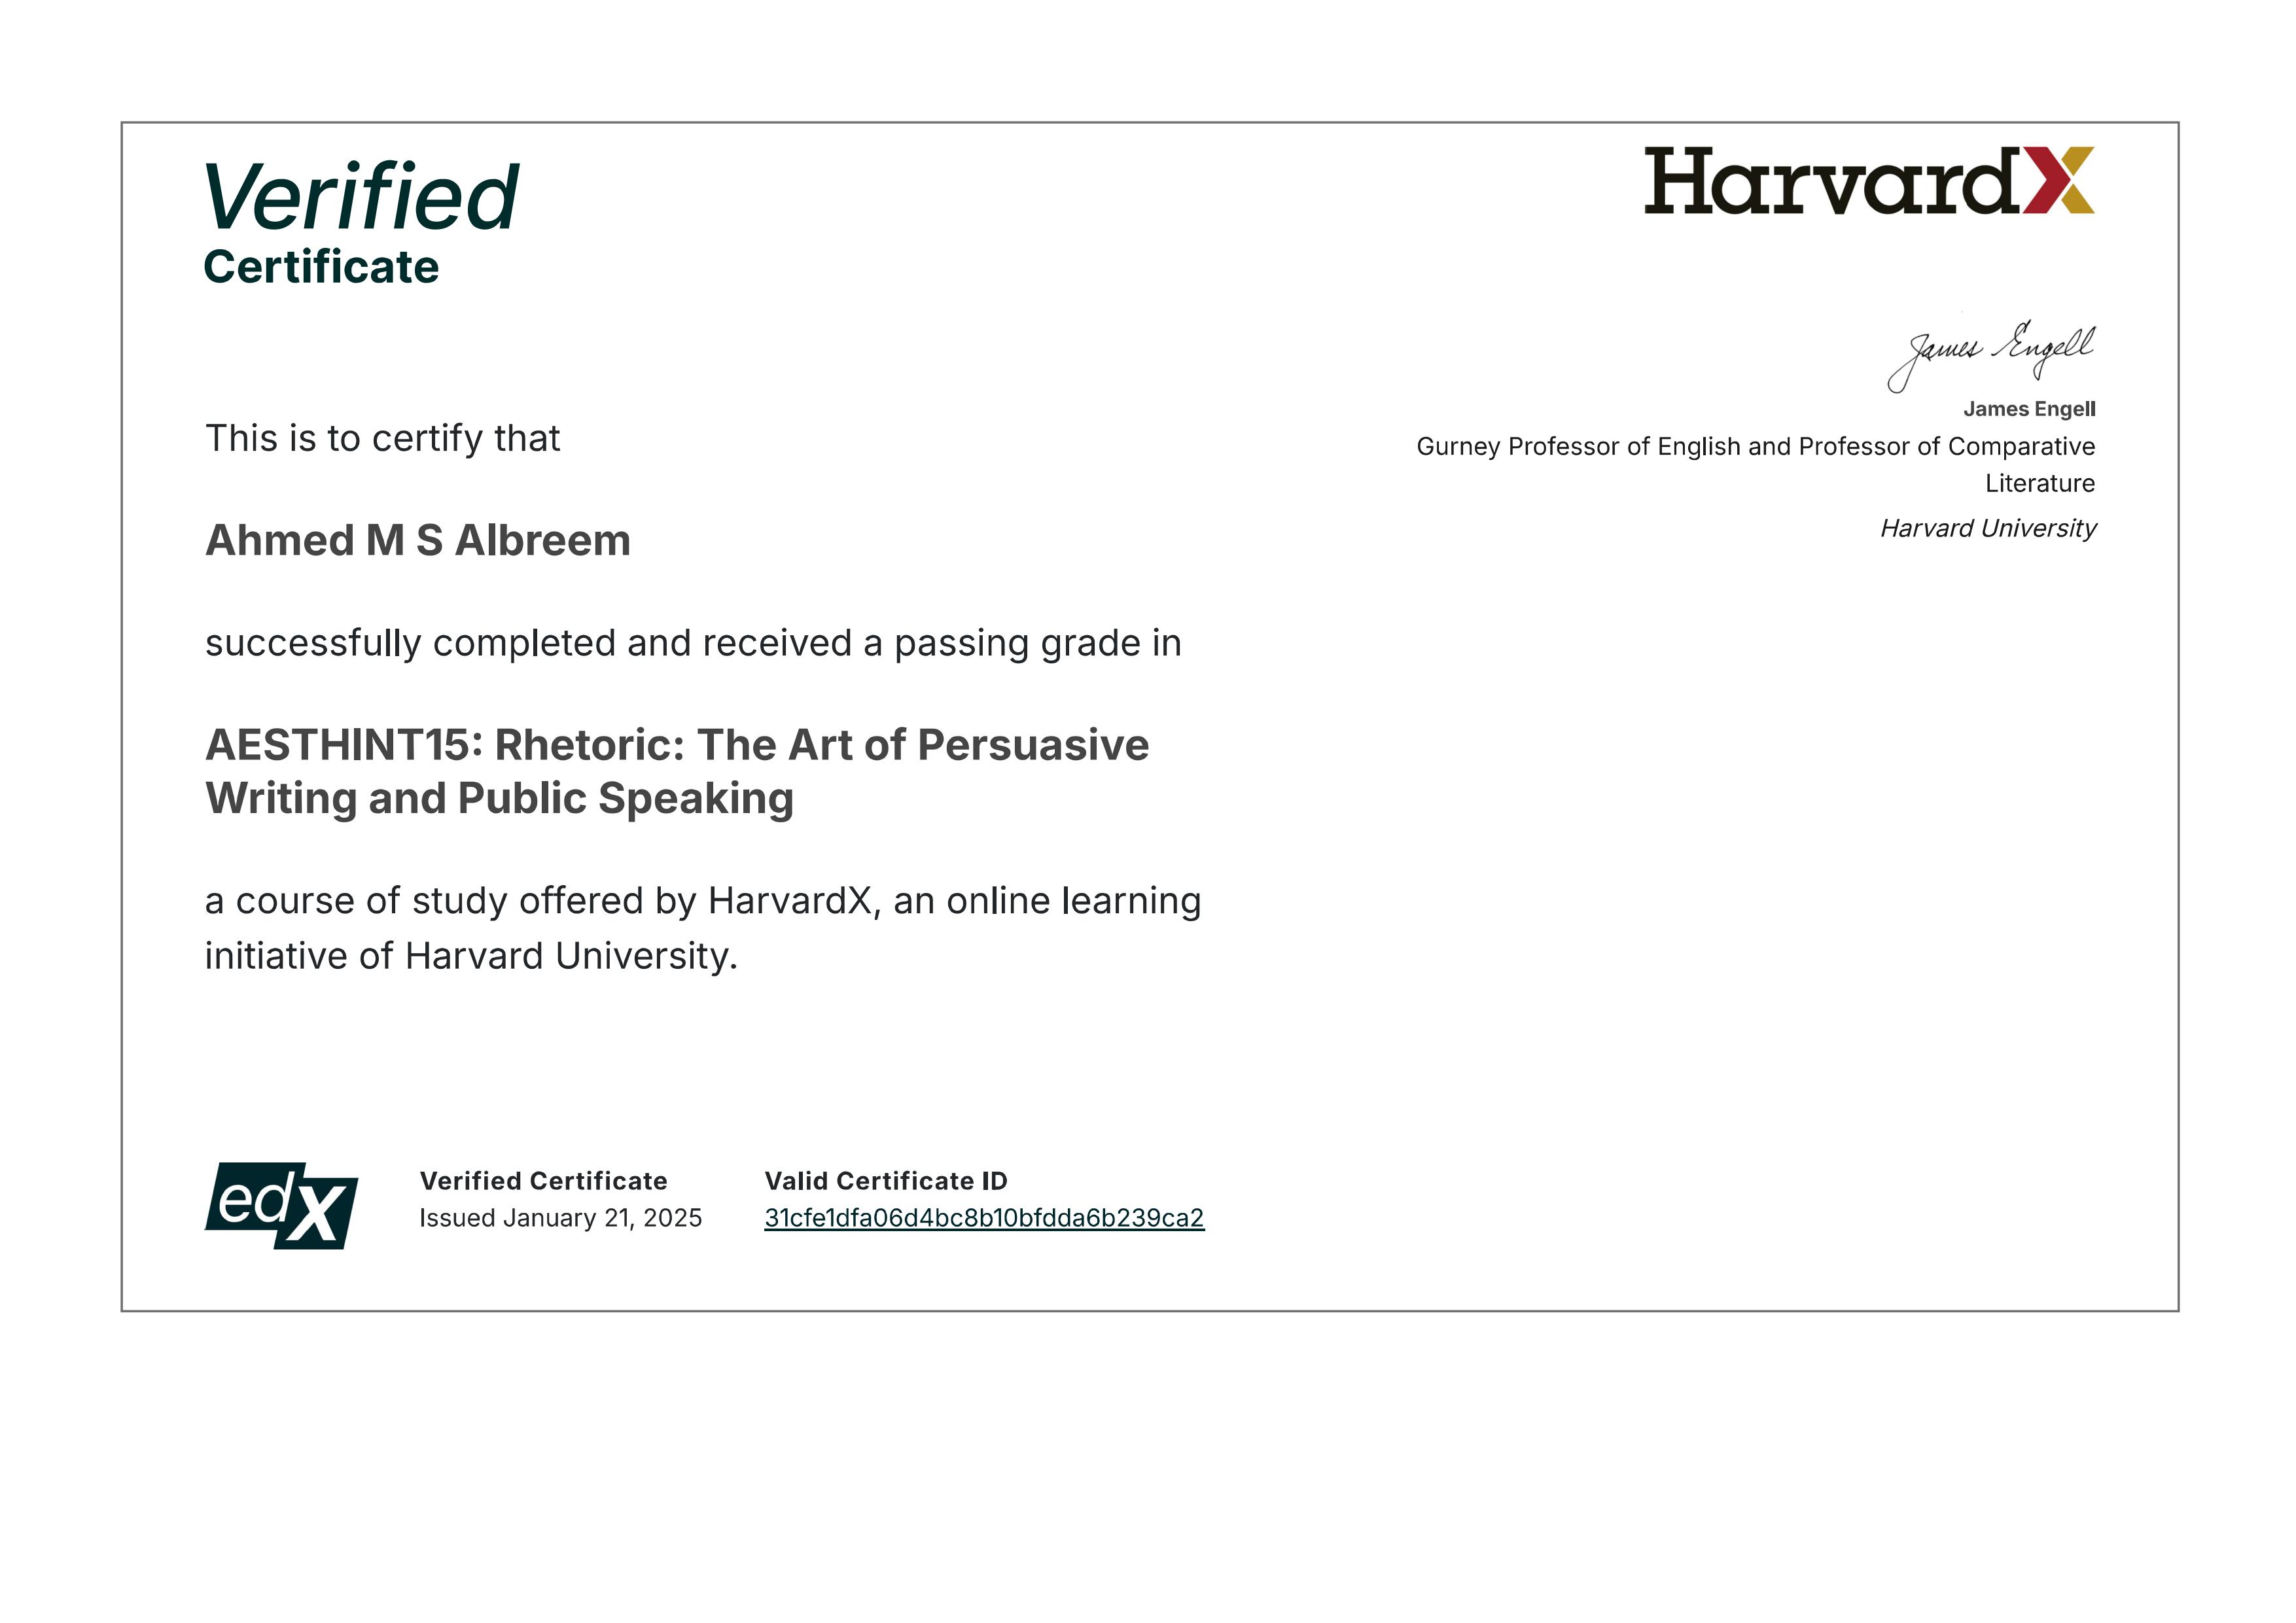 Verified
Certificate
HarvardX
James Engell
James Engell
Gurney Professor of English and Professor of Comparative
Literature
Harvard University
This is to certify that
Ahmed M S Albreem
successfully completed and received a passing grade in
AESTHINT15: Rhetoric: The Art of Persuasive
Writing and Public Speaking
a course of study offered by HarvardX, an online learning
initiative of Harvard University.
edX
Verified Certificate
Issued January 21, 2025
Valid Certificate ID
31cfe1dfa06d4bc8b10bfdda6b239ca2